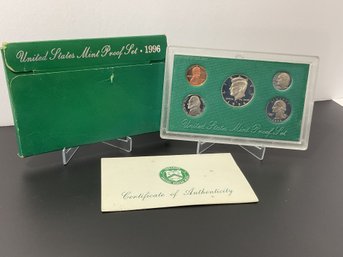 United States Mint Proof Set • 1996
United States Mint Proof Set
Certificate of Authenticity